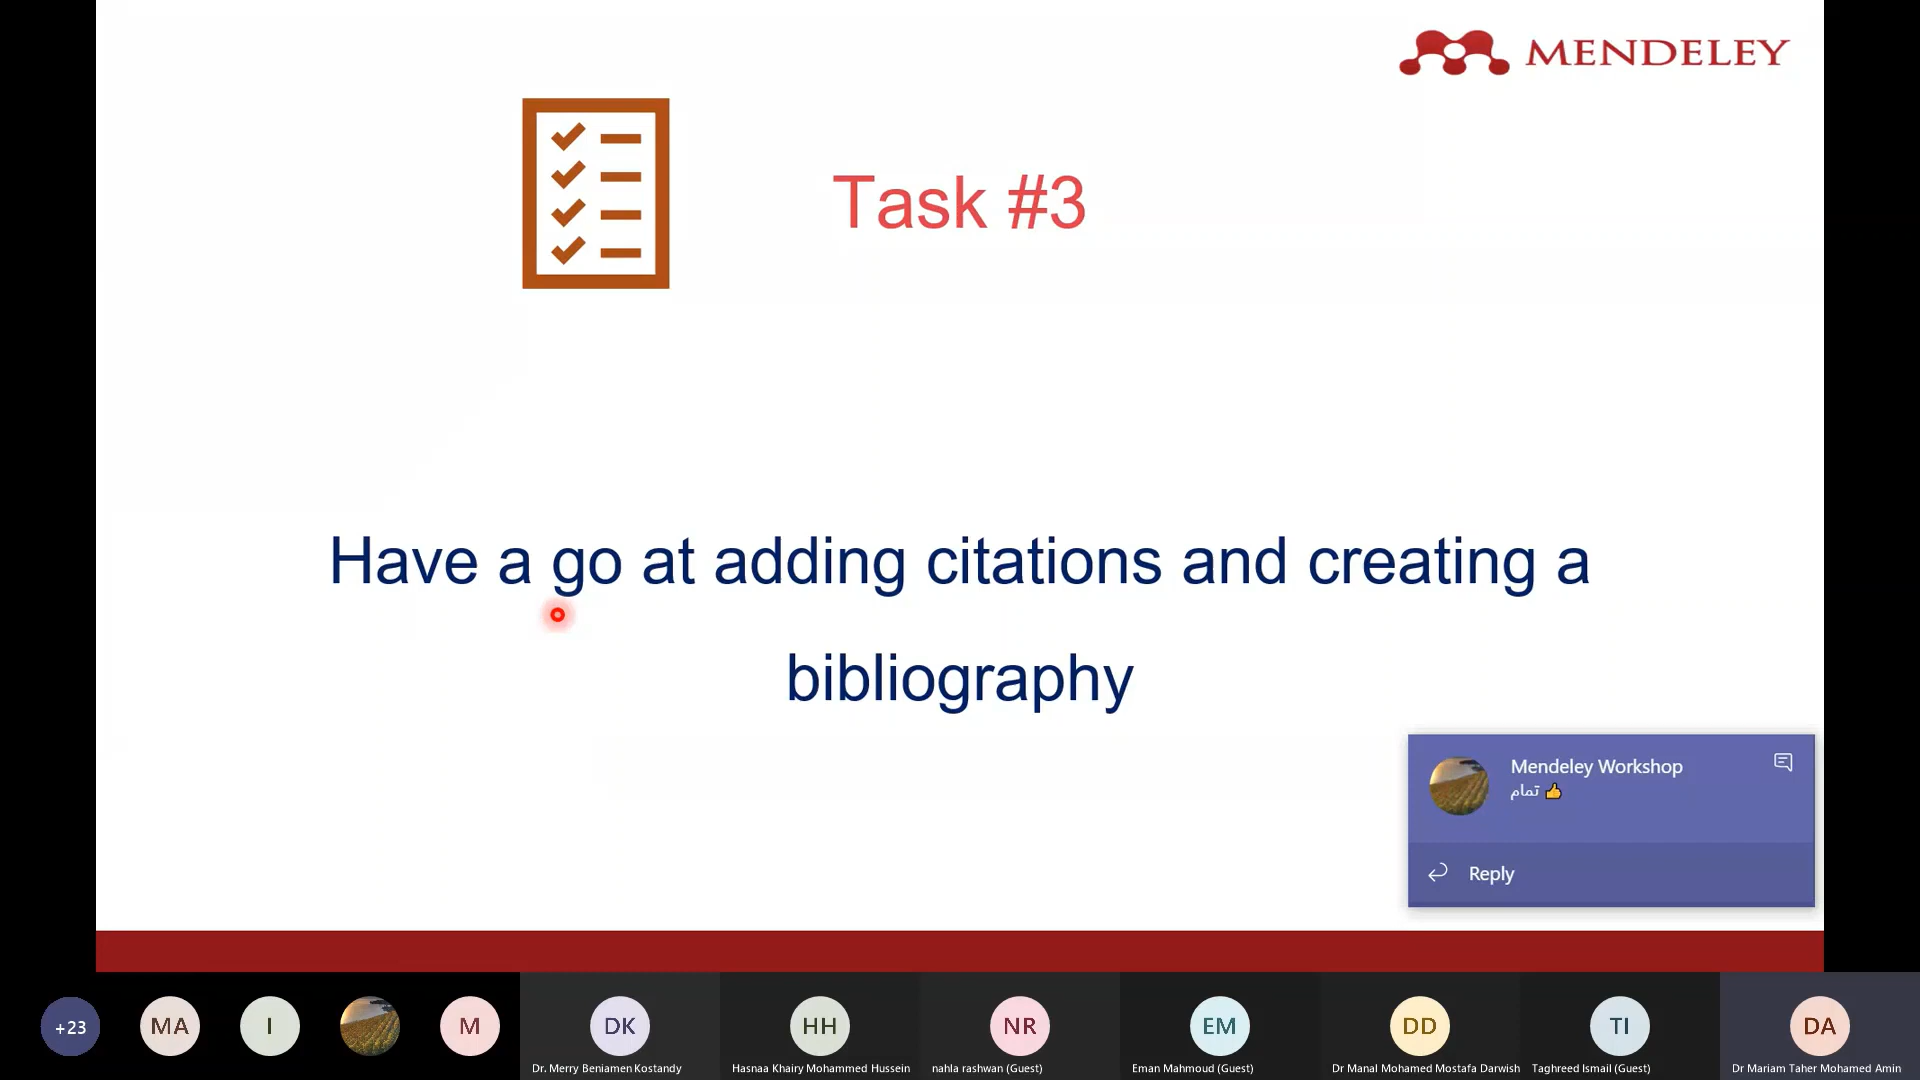 MENDELEY
Task #3
Have a go at adding citations and creating a
bibliography
Mendeley Workshop
تمام 👍
Reply
+23
MA
I
M
DK
HH
NR
EM
DD
TI
DA
Dr. Merry Beniamen Kostandy
Hasnaa Khairy Mohammed Hussein
nahla rashwan (Guest)
Eman Mahmoud (Guest)
Dr Manal Mohamed Mostafa Darwish
Taghreed Ismail (Guest)
Dr Mariam Taher Mohamed Amin